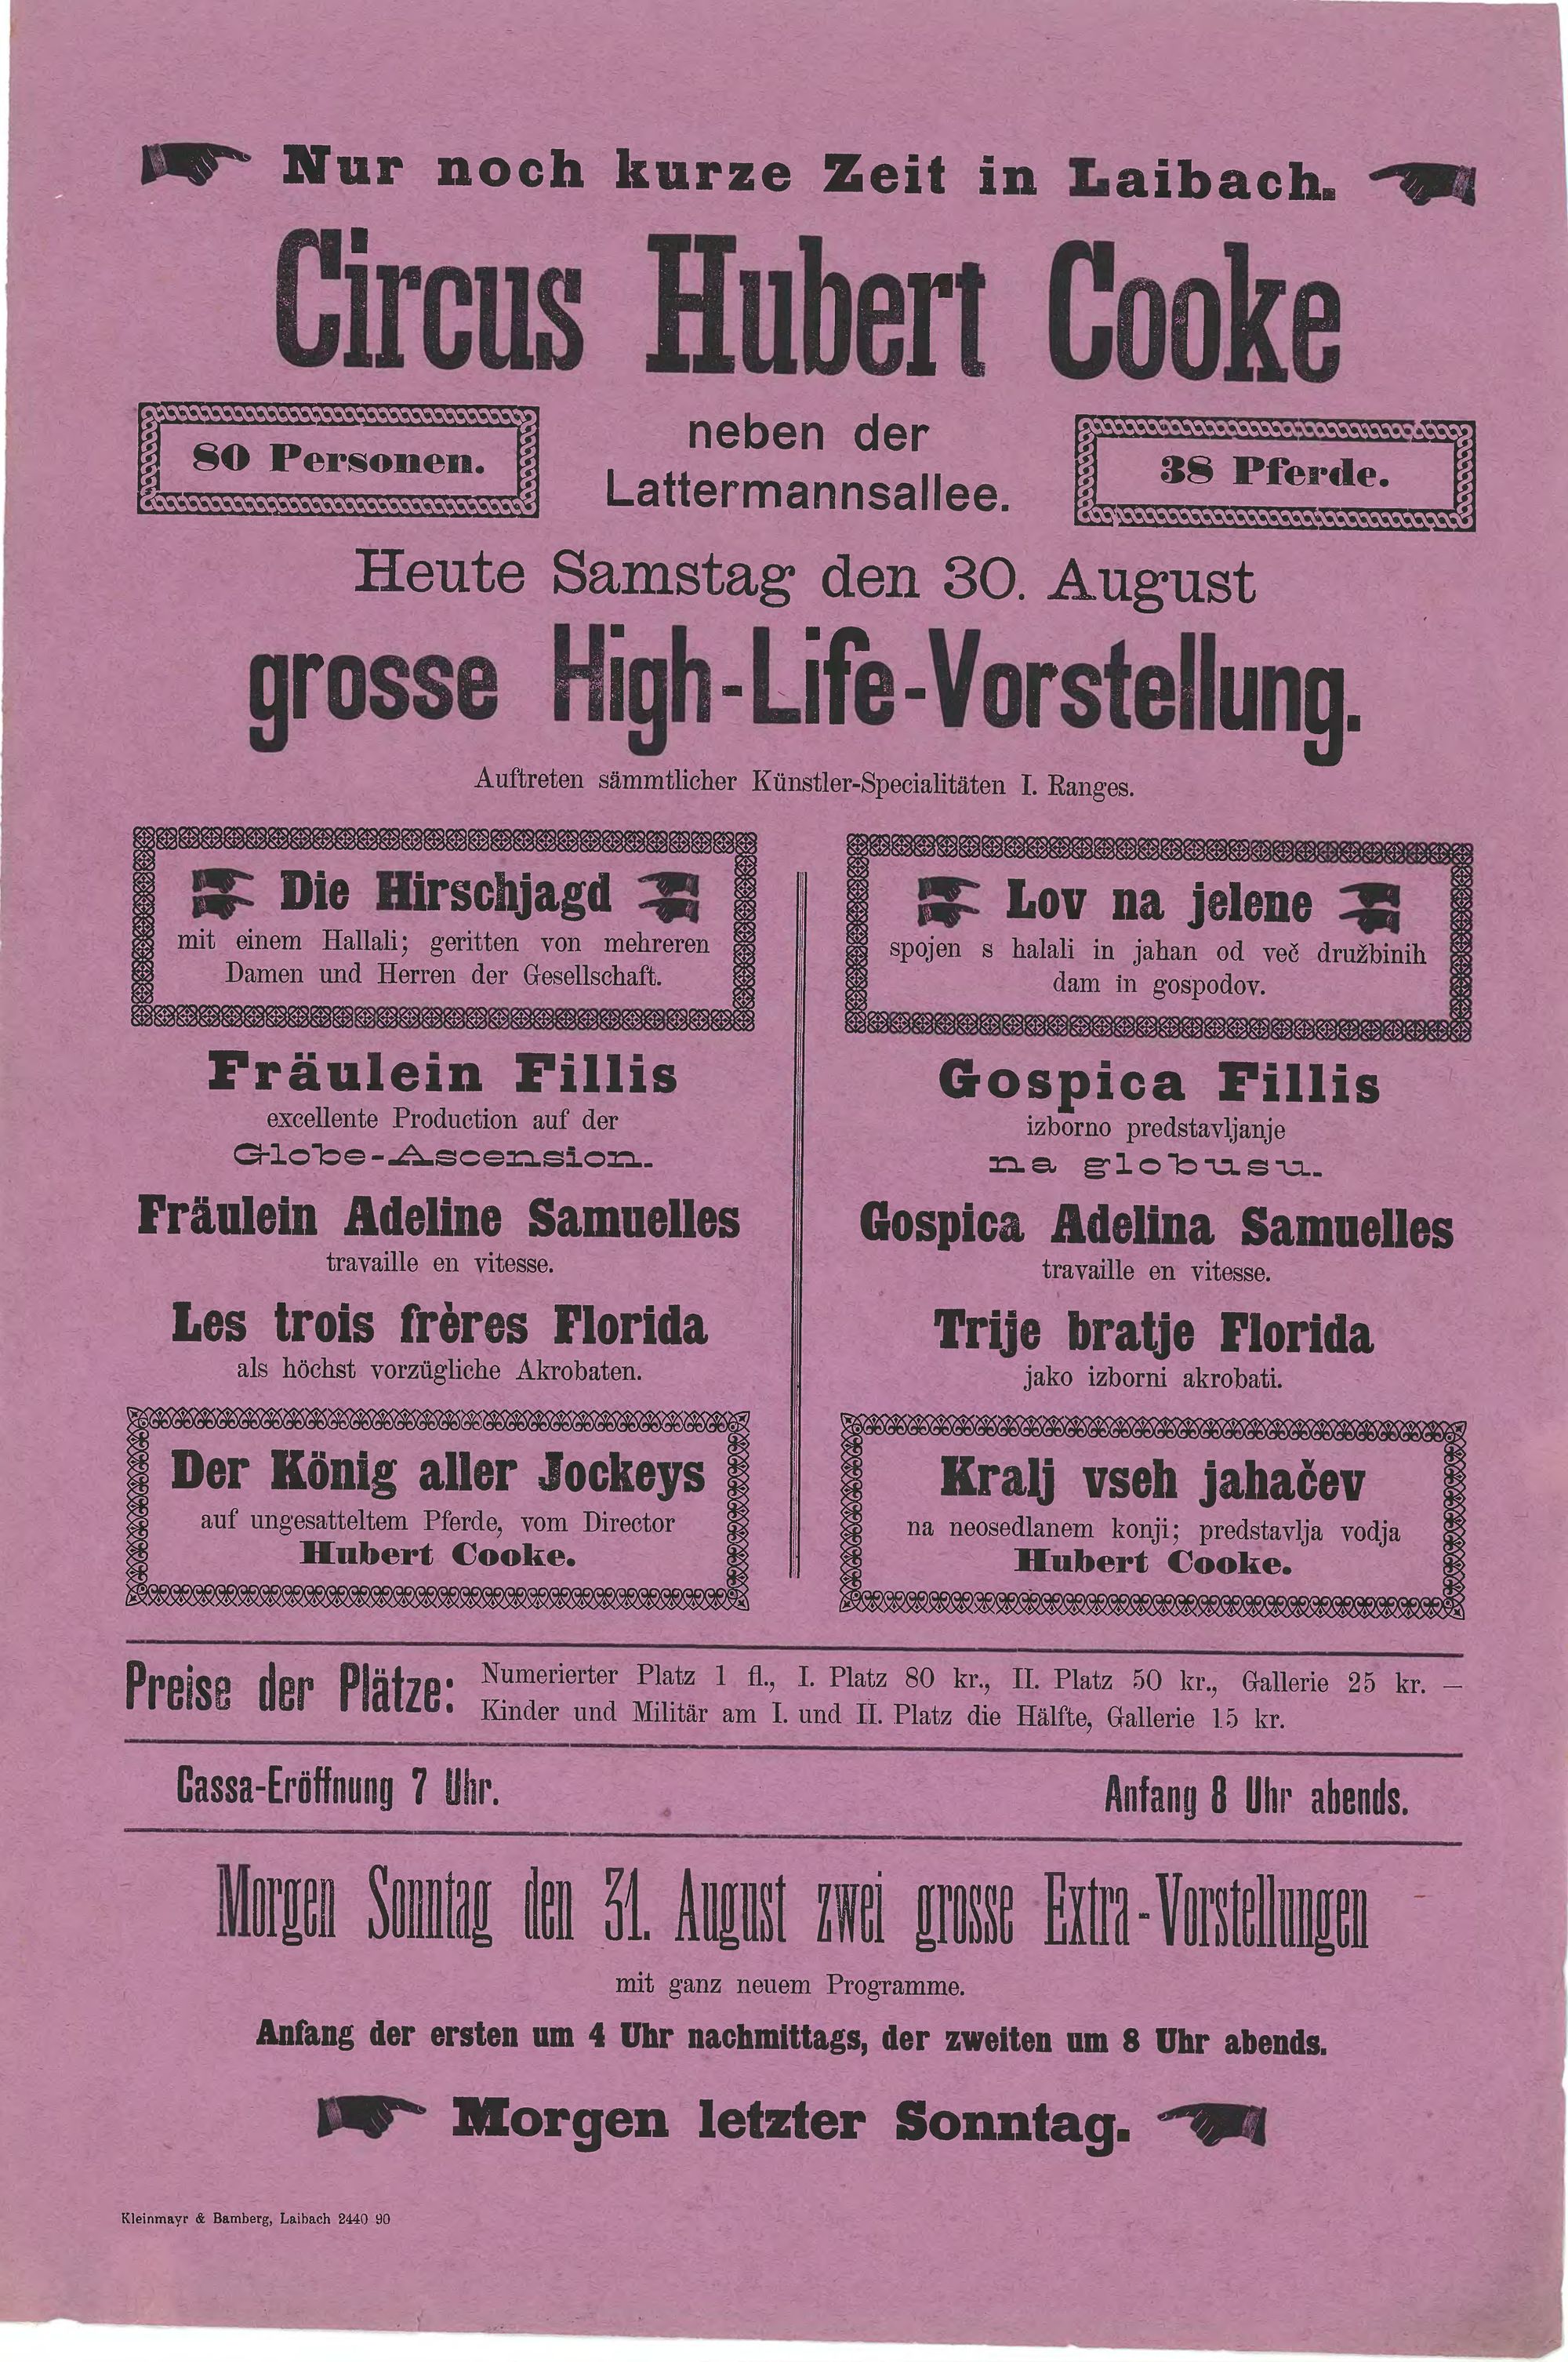 Nur noch kurze Zeit in Laibach.
Circus Hubert Cooke
80 Personen.
neben der
Lattermannsallee.
38 Pferde.
Heute Samstag den 30. August
grosse High-Life-Vorstellung.
Auftreten sämmtlicher Künstler-Specialitäten I. Ranges.
Die Hirschjagd
mit einem Hallali; geritten von mehreren
Damen und Herren der Gesellschaft.
Fräulein Fillis
excellente Production auf der
Globe-Ascension.
Fräulein Adeline Samuelles
travaille en vitesse.
Les trois frères Florida
als höchst vorzügliche Akrobaten.
Der König aller Jockeys
auf ungesatteltem Pferde, vom Director
Hubert Cooke.
Lov na jelene
spojen s halali in jahan od več družbinih
dam in gospodov.
Gospica Fillis
izborno predstavljanje
na globusu.
Gospica Adelina Samuelles
travaille en vitesse.
Trije bratje Florida
jako izborni akrobati.
Kralj vseh jahačev
na neosedlanem konji; predstavlja vodja
Hubert Cooke.
Preise der Plätze: Numerierter Platz 1 fl., I. Platz 80 kr., II. Platz 50 kr., Gallerie 25 kr. —
Kinder und Militär am I. und II. Platz die Hälfte, Gallerie 15 kr.
Cassa-Eröffnung 7 Uhr.
Anfang 8 Uhr abends.
Morgen Sonntag den 31. August zwei grosse Extra-Vorstellungen
mit ganz neuem Programme.
Anfang der ersten um 4 Uhr nachmittags, der zweiten um 8 Uhr abends.
Morgen letzter Sonntag.
Kleinmayr & Bamberg, Laibach 2440 90